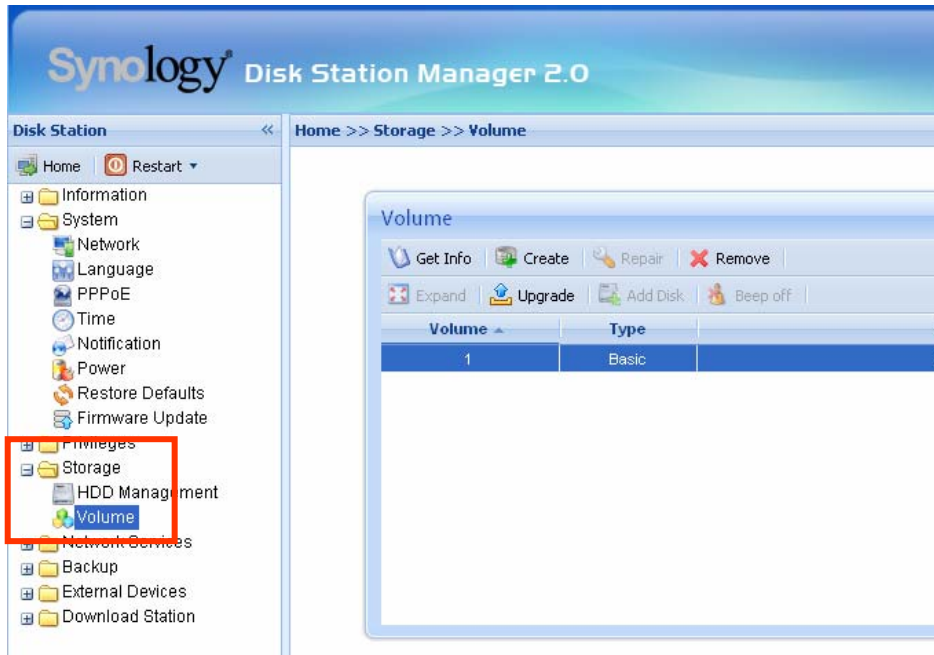 Synology® Disk Station Manager 2.0
Disk Station «
Home >> Storage >> Volume
Home Restart
Information
System
Network
Language
PPPoE
Time
Notification
Power
Restore Defaults
Firmware Update
Privileges
Storage
HDD Management
Volume
Network Services
Backup
External Devices
Download Station
Volume
Get Info Create Repair Remove
Expand Upgrade Add Disk Beep off
Volume Type
1 Basic